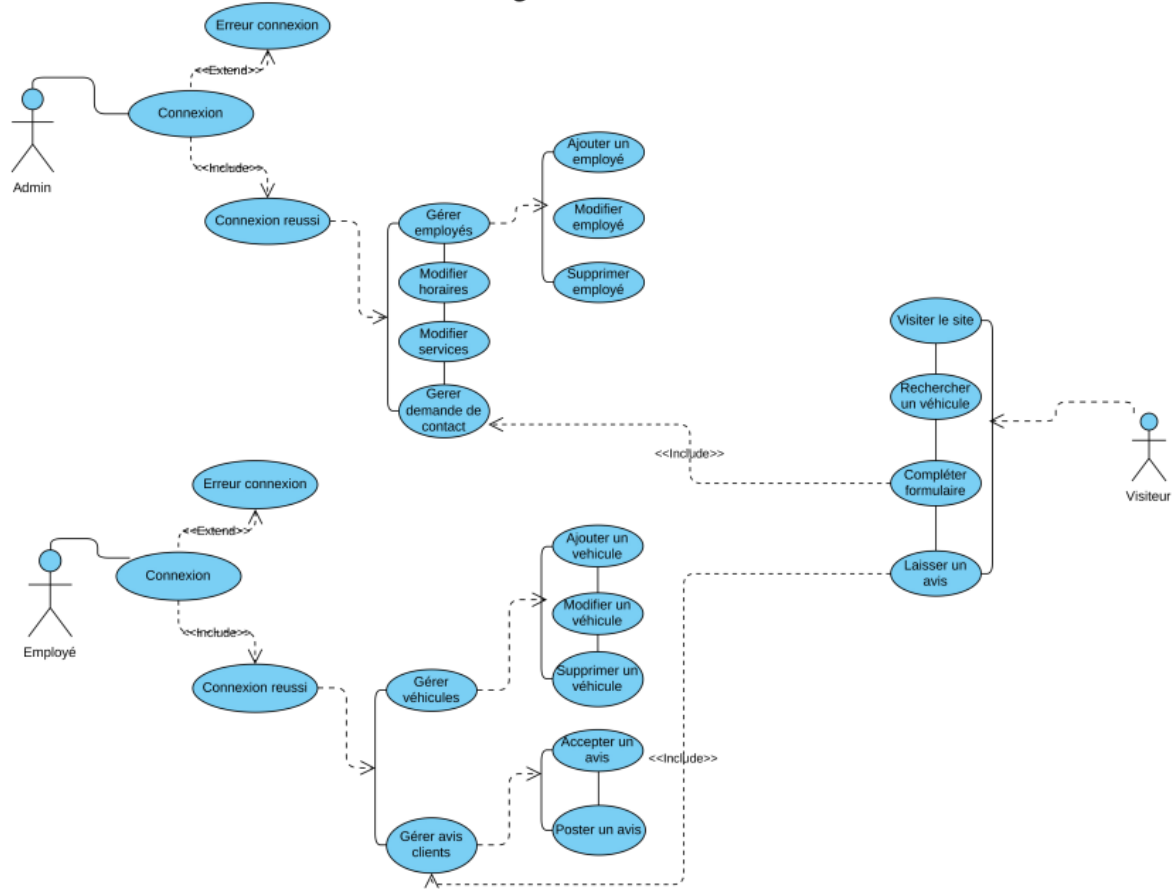 Erreur connexion
<<Extend>>
Connexion
Admin
<<Include>>
Connexion reussi
Gérer
employés
Modifier
horaires
Modifier
services
Gerer
demande de
contact
Ajouter un
employé
Modifier
employé
Supprimer
employé
Visiter le site
Rechercher
un véhicule
Compléter
formulaire
Laisser un
avis
Visiteur
<<Include>>
Erreur connexion
<<Extend>>
Connexion
Employé
<<Include>>
Connexion reussi
Gérer
véhicules
Ajouter un
vehicule
Modifier un
véhicule
Supprimer un
véhicule
Gérer avis
clients
Accepter un
avis
Poster un avis
<<Include>>